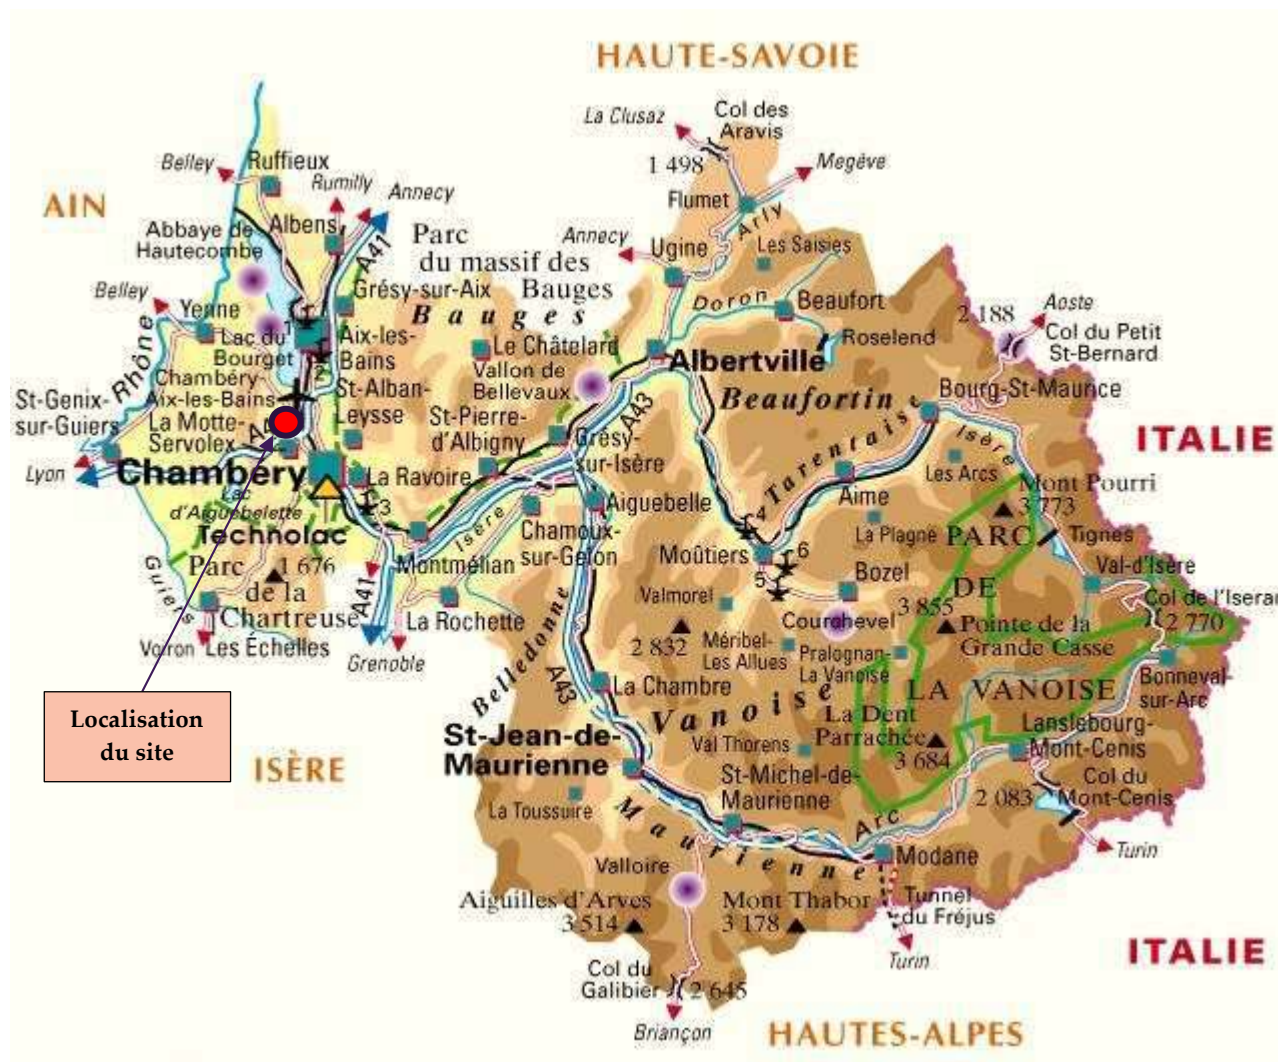 HAUTE-SAVOIE
La Clusaz
Col des
Aravis
1 498
Megève
Belley
Ruffieux
Rumilly
Annecy
Flumet
AIN
Abbaye de
Hautecombe
Albens
A41
Parc
du massif des
Bauges
Annecy
Ugine
Arly
Les Saisies
Belley
Yenne
Grésy-sur-Aix
Bauges
Doron
Beaufort
2 188
Aoste
Col du Petit
St-Bernard
Rhône
Lac du
Bourget
1
Aix-les-
Bains
2
Le Châtelard
Vallon de
Bellevaux
Albertville
Roselend
Chambéry-
Aix-les-Bains
St-Alban-
Leysse
St-Genix-
sur-Guiers
La Motte-
Servolex
St-Pierre-
d'Albigny
A43
Grésy-
sur-Isère
Beaufortin
Bourg-St-Maurice
Tarentaise
Isère
ITALIE
Lyon
Chambéry
La Ravoire
Lac
d'Aiguebelette
3
Aiguebelle
Les Arcs
Mont Pourri
3 773
Aime
Technolac
Isère
Chamoux-
sur-Gelon
4
La Plagne
PARC
Tignes
Guiers
Parc
de la
Chartreuse
1 676
Montmélian
Moûtiers
5
6
Bozel
DE
Val-d'Isère
A41
La Rochette
Valmorel
Courchevel
3 855
Pointe de la
Grande Casse
Col de l'Iseran
2 770
Voiron
Les Échelles
Grenoble
Belledonne
2 832
Méribel-
Les Allues
Pralognan-
La Vanoise
LA VANOISE
Bonneval-
sur-Arc
Localisation
du site
A43
La Chambre
Vanoise
La Dent
Parrachée
3 684
Lanslebourg-
Mont-Cenis
ISÈRE
St-Jean-de-
Maurienne
Val Thorens
St-Michel-de-
Maurienne
2 083
Col du
Mont-Cenis
La Toussuire
Maurienne
Arc
Turin
Valloire
Modane
Aiguilles d'Arves
3 514
Mont Thabor
3 178
Tunnel
du Fréjus
Turin
ITALIE
Col du
Galibier
2 645
Briançon
HAUTES-ALPES